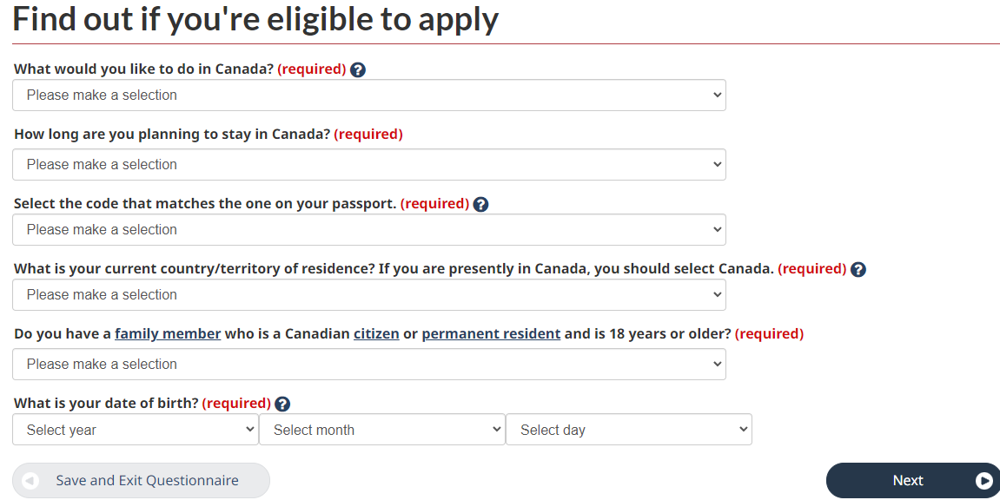 Find out if you're eligible to apply
What would you like to do in Canada? (required) ?
Please make a selection
How long are you planning to stay in Canada? (required)
Please make a selection
Select the code that matches the one on your passport. (required) ?
Please make a selection
What is your current country/territory of residence? If you are presently in Canada, you should select Canada. (required) ?
Please make a selection
Do you have a family member who is a Canadian citizen or permanent resident and is 18 years or older? (required)
Please make a selection
What is your date of birth? (required) ?
Select year Select month Select day
Save and Exit Questionnaire Next